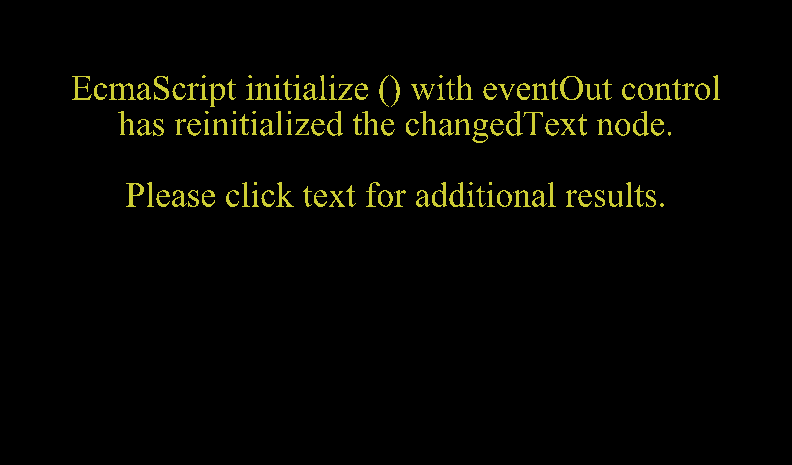 EcmaScript initialize () with eventOut control
has reinitialized the changedText node.
Please click text for additional results.